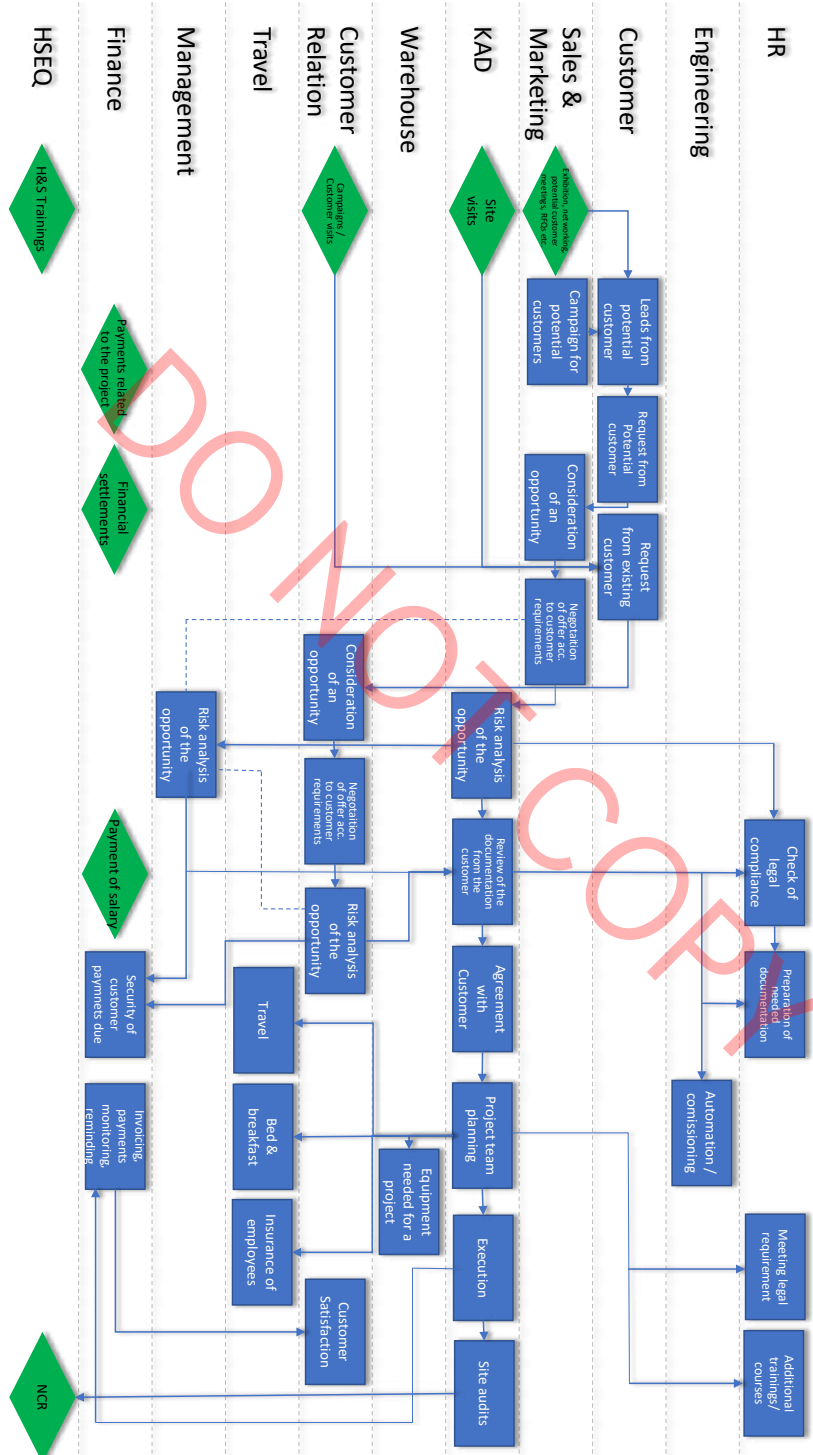 HR
Check of
legal
compliance
Preparation of
needed
documentation
Meeting legal
requirement
Additional
trainings/
courses
Engineering
Automation /
comissioning
Customer
Leads from
potential
customer
Request from
Potential
customer
Request
from existing
customer
Sales &
Marketing
Exhibition, networking,
potential customer
meetings, RFQs etc.
Campaign for
potential
customers
Consideration
of an
opportunity
Negotaition
of offer acc.
to customer
requirements
KAD
Site
visits
Risk analysis
of the
opportunity
Review of the
documentation
from the
customer
Agreement
with
Customer
Project team
planning
Execution
Site audits
Warehouse
Equipment
needed for a
project
Customer
Relation
Campaigns /
Customer visits
Consideration
of an
opportunity
Negotaition
of offer acc.
to customer
requirements
Risk analysis
of the
opportunity
Customer
Satisfaction
Travel
Travel
Bed &
breakfast
Insurance of
employees
Management
Risk analysis
of the
opportunity
Finance
Payments related
to the project
Financial
settlements
Payment of salary
Security of
customer
paymnets due
Invoicing,
payments
monitoring,
reminding
HSEQ
H&S Trainings
NCR
DO NOT COPY